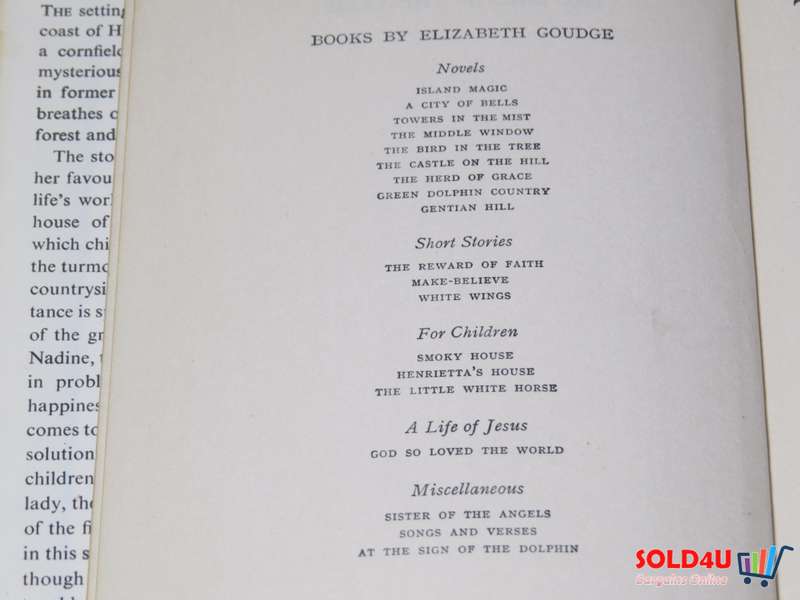 THE setting
coast of H
a cornfield
mysterious
in former
breathes
forest and
The sto
her favou
life's wor
house of
which chi
the turmo
countrysi
tance is s
of the gr
Nadine,
in probl
happines
comes to
solution
children
lady, the
of the fi
in this s
though
BOOKS BY ELIZABETH GOUDGE
Novels
ISLAND MAGIC
A CITY OF BELLS
TOWERS IN THE MIST
THE MIDDLE WINDOW
THE BIRD IN THE TREE
THE CASTLE ON THE HILL
THE HERD OF GRACE
GREEN DOLPHIN COUNTRY
GENTIAN HILL
Short Stories
THE REWARD OF FAITH
MAKE-BELIEVE
WHITE WINGS
For Children
SMOKY HOUSE
HENRIETTA'S HOUSE
THE LITTLE WHITE HORSE
A Life of Jesus
GOD SO LOVED THE WORLD
Miscellaneous
SISTER OF THE ANGELS
SONGS AND VERSES
AT THE SIGN OF THE DOLPHIN
SOLD4U
Bargains Online